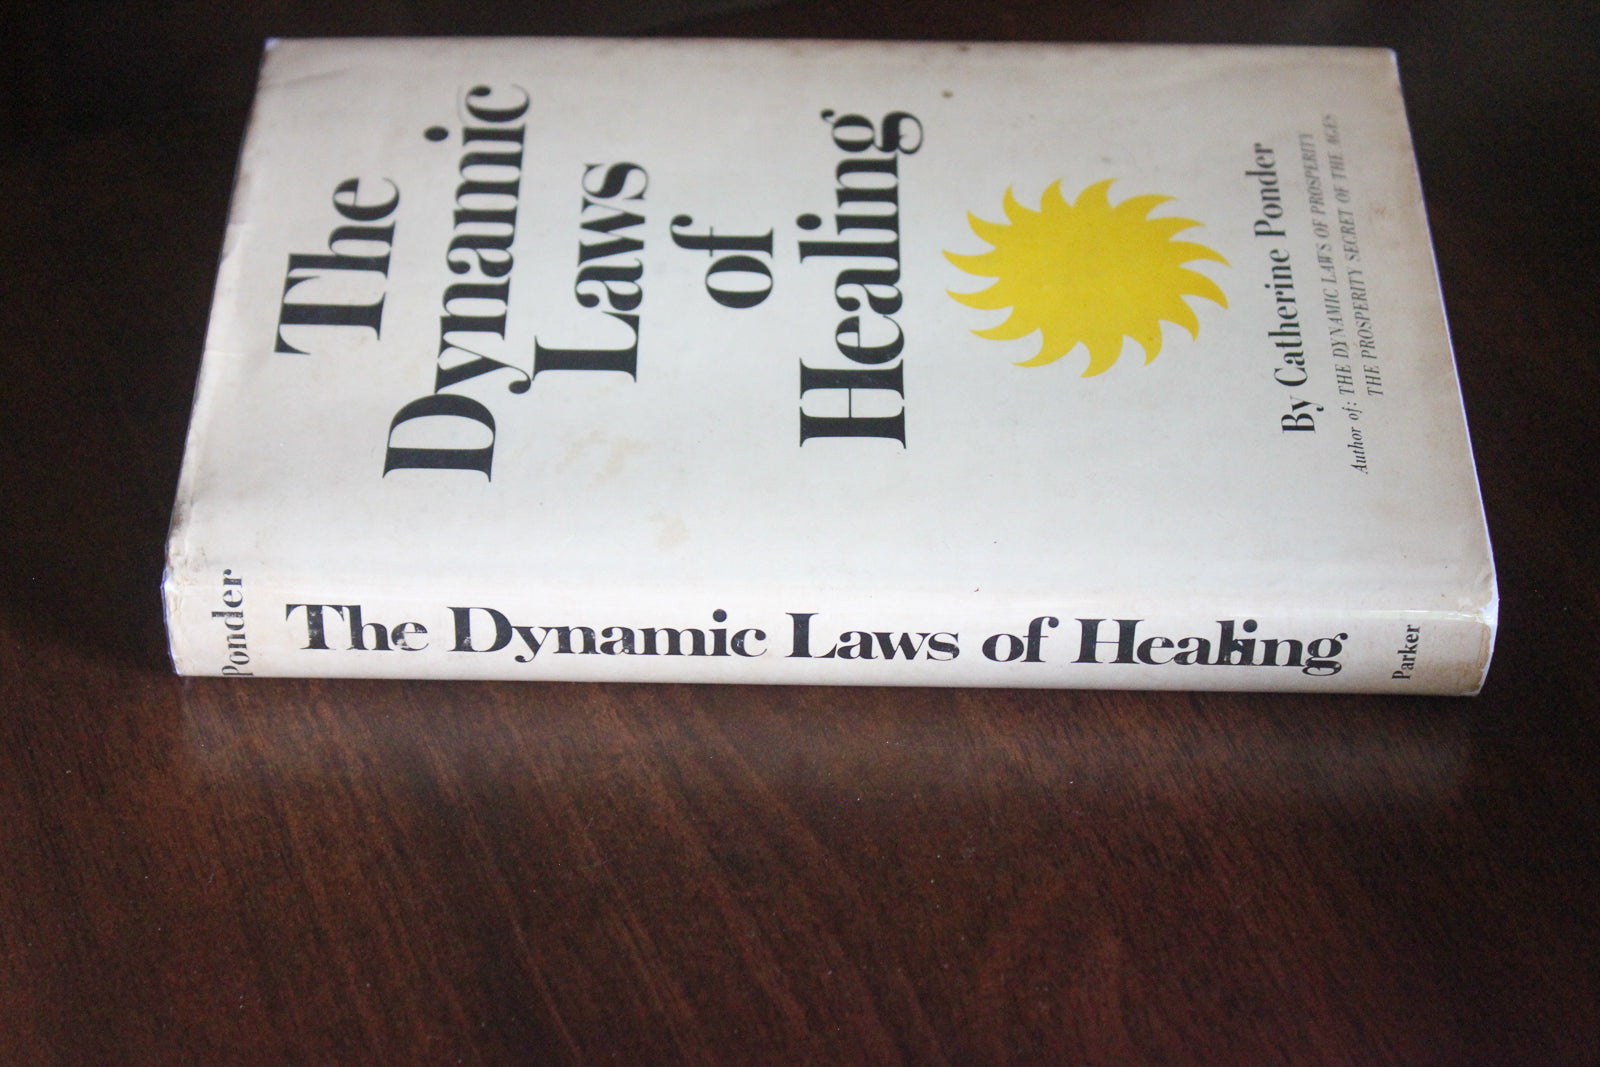 The
Dynamic
Laws
of
Healing
By Catherine Ponder
Author of: THE DYNAMIC LAWS OF PROSPERITY
THE PROSPERITY SECRET OF THE AGES
Ponder
The Dynamic Laws of Healing
Parker